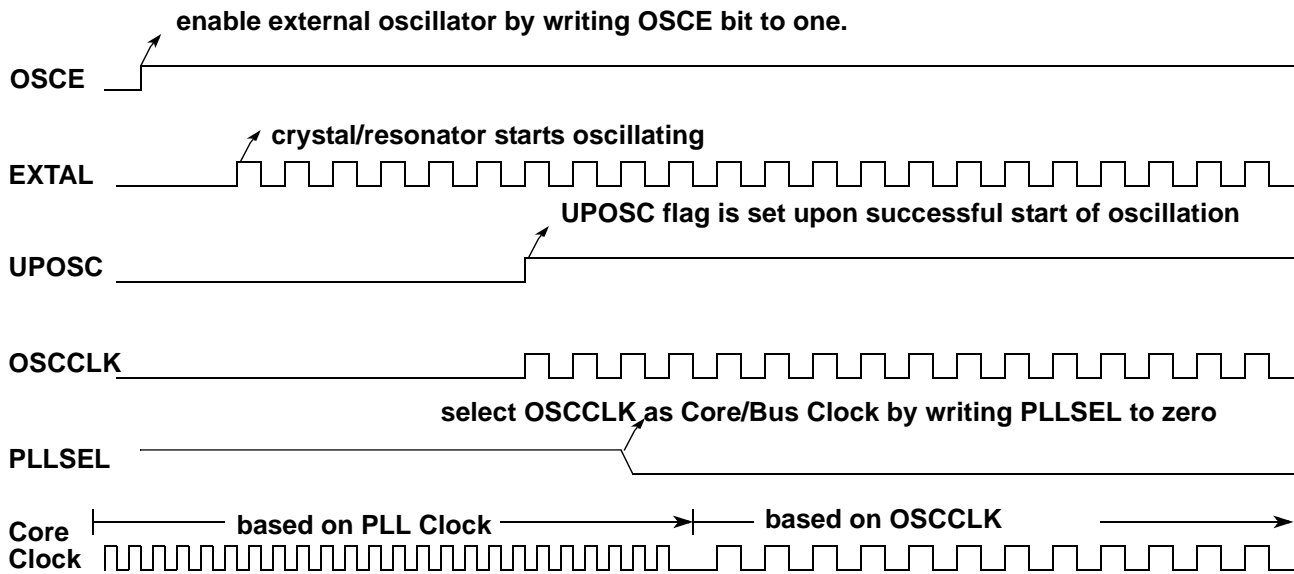 enable external oscillator by writing OSCE bit to one.
OSCE
crystal/resonator starts oscillating
EXTAL
UPOSC flag is set upon successful start of oscillation
UPOSC
OSCCLK
select OSCCLK as Core/Bus Clock by writing PLLSEL to zero
PLLSEL
Core
Clock
based on PLL Clock
based on OSCCLK